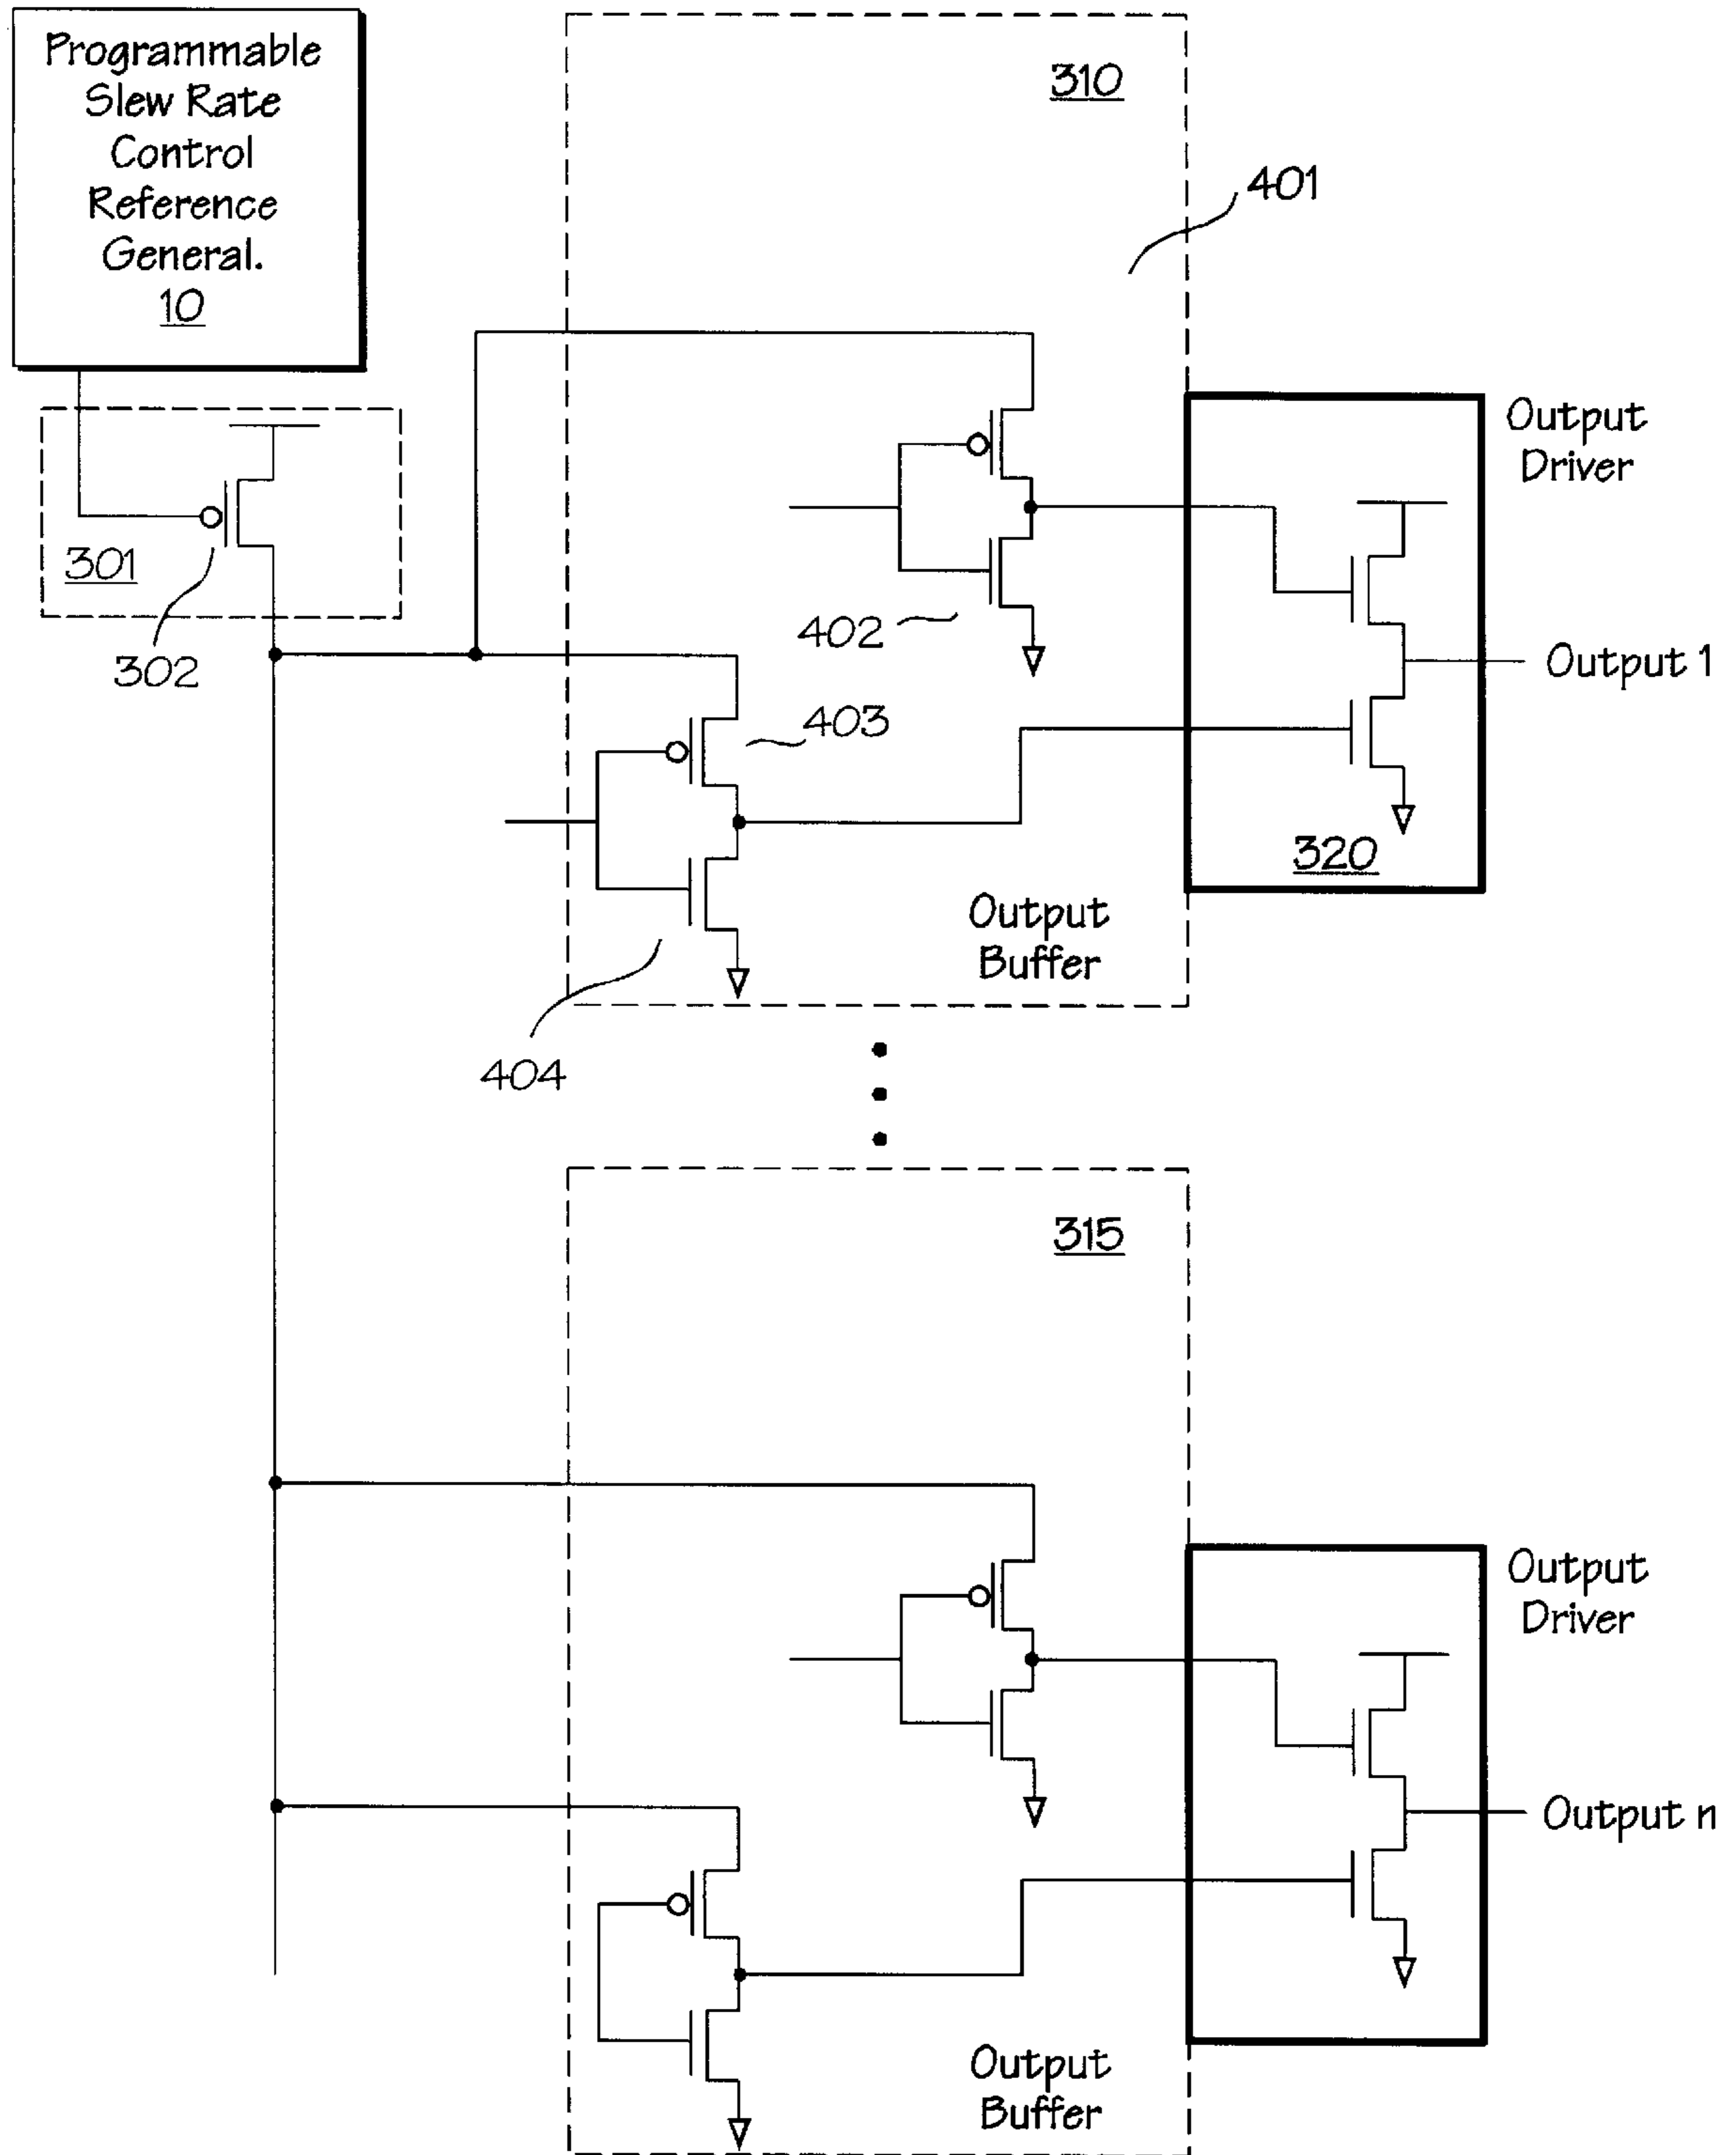 Programmable
Slew Rate
Control
Reference
General.
10
310
401
301
302
402
403
404
Output
Driver
Output 1
320
Output
Buffer
315
Output
Driver
Output n
Output
Buffer